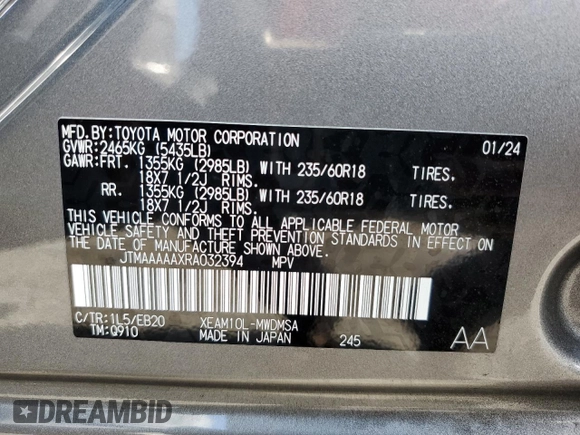 MFD.BY:TOYOTA MOTOR CORPORATION 01/24
GVWR:2465KG (5435LB)
GAWR:FRT. 1355KG (2985LB) WITH 235/60R18 TIRES.
18X7 1/2J RIMS.
RR. 1355KG (2985LB) WITH 235/60R18 TIRES.
18X7 1/2J RIMS.
THIS VEHICLE CONFORMS TO ALL APPLICABLE FEDERAL MOTOR
VEHICLE SAFETY AND THEFT PREVENTION STANDARDS IN EFFECT
ON THE DATE OF MANUFACTURE SHOWN ABOVE.
JTMAAAAAXRA032394 MPV
C/TR:1L5/EB20 XEAM10L-MWDMSA
TM:Q910 MADE IN JAPAN 245 AA
DREAMBID